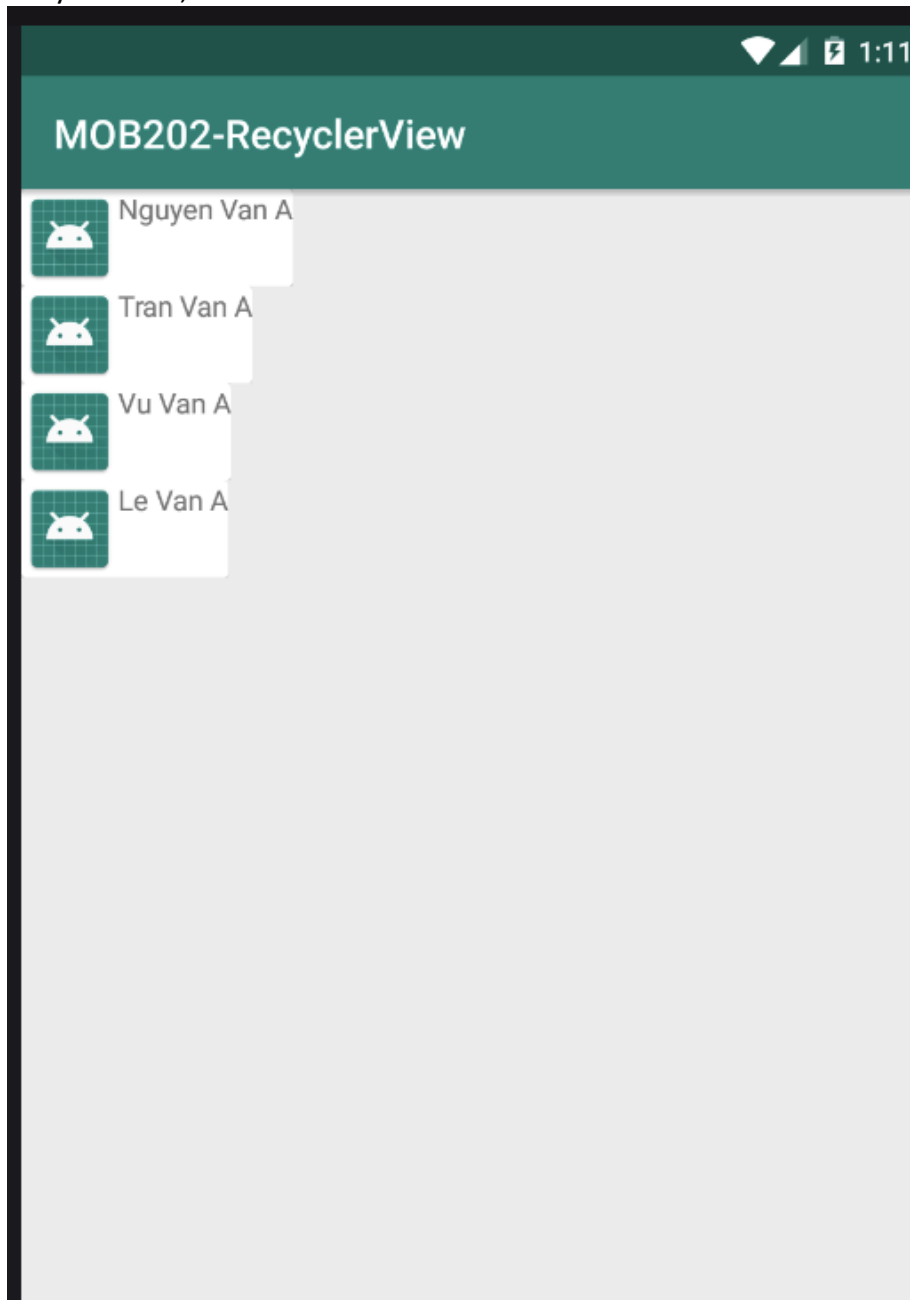 1:11
MOB202-RecyclerView
Nguyen Van A
Tran Van A
Vu Van A
Le Van A